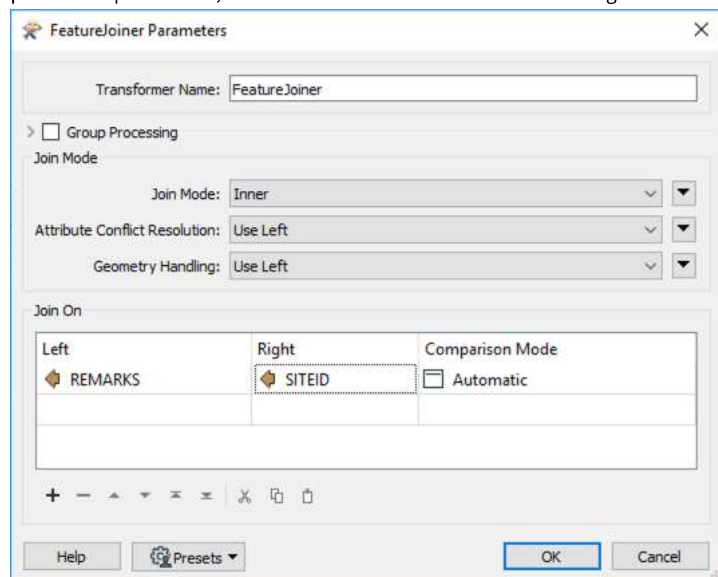 FeatureJoiner Parameters
Transformer Name: FeatureJoiner
Group Processing
Join Mode
Join Mode: Inner
Attribute Conflict Resolution: Use Left
Geometry Handling: Use Left
Join On
Left Right Comparison Mode
REMARKS SITEID Automatic
Help Presets OK Cancel